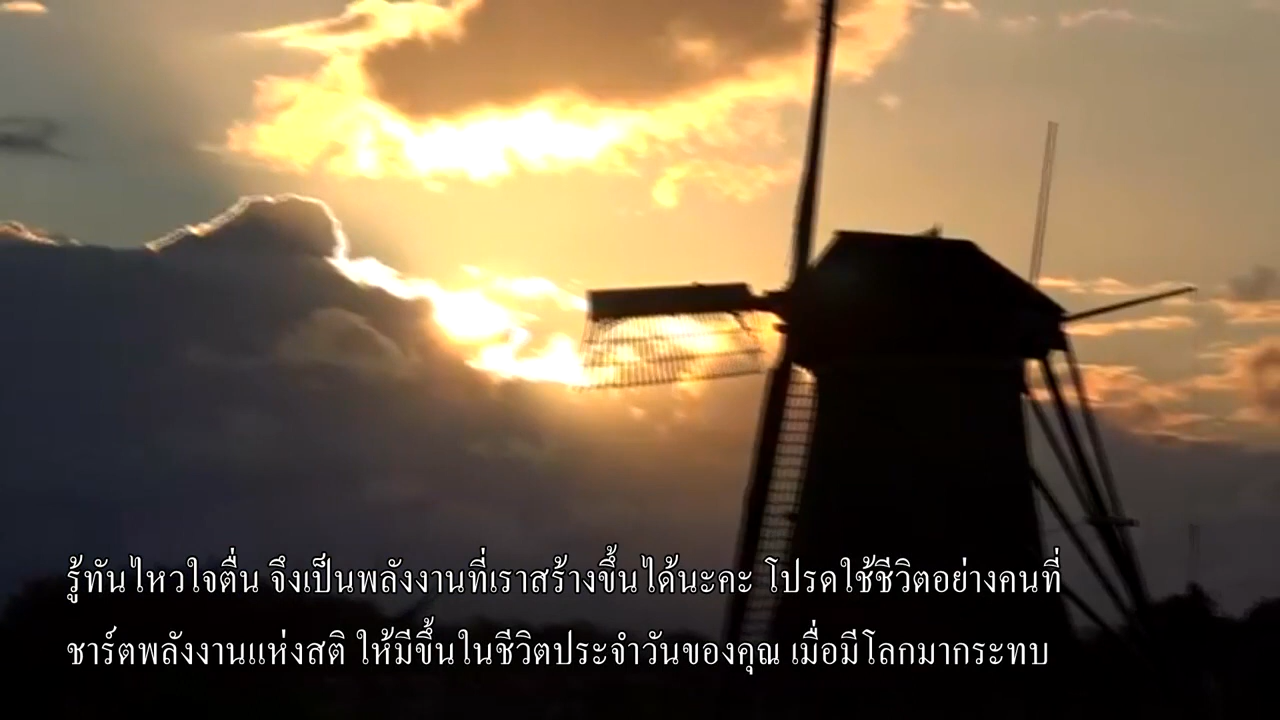 รู้ทันไหวใจตื่น จึงเป็นพลังงานที่เราสร้างขึ้นได้นะคะ โปรดใช้ชีวิตอย่างคนที่
ชาร์ตพลังงานแห่งสติ ให้มีขึ้นในชีวิตประจำวันของคุณ เมื่อมีโลกมากระทบ